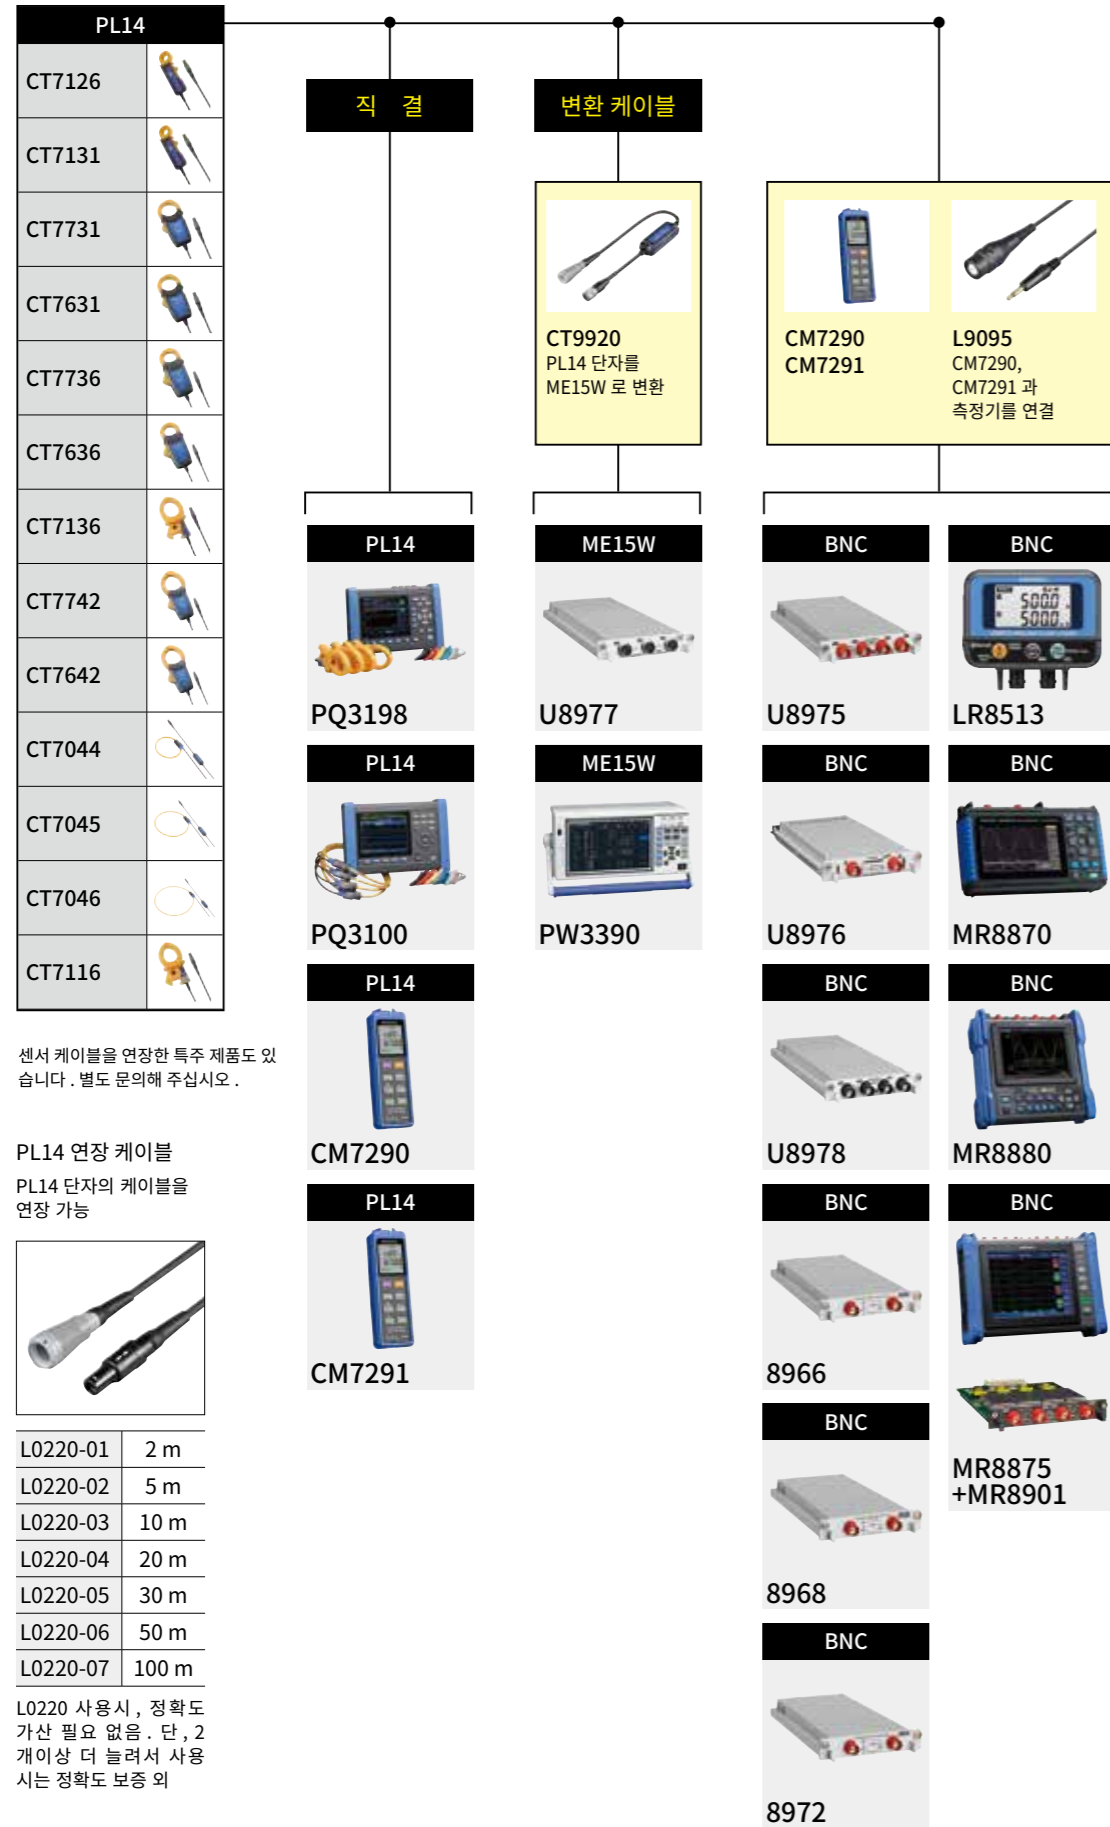 PL14
CT7126
CT7131
CT7731
CT7631
CT7736
CT7636
CT7136
CT7742
CT7642
CT7044
CT7045
CT7046
CT7116
센서 케이블을 연장한 특주 제품도 있
습니다 . 별도 문의해 주십시오 .
PL14 연장 케이블
PL14 단자의 케이블을
연장 가능
L0220-01 2 m
L0220-02 5 m
L0220-03 10 m
L0220-04 20 m
L0220-05 30 m
L0220-06 50 m
L0220-07 100 m
L0220 사용시 , 정확도
가산 필요 없음 . 단 , 2
개이상 더 늘려서 사용
시는 정확도 보증 외
직 결
PL14
PQ3198
PL14
PQ3100
PL14
CM7290
PL14
CM7291
변환 케이블
CT9920
PL14 단자를
ME15W 로 변환
ME15W
U8977
ME15W
PW3390
CM7290
CM7291
L9095
CM7290,
CM7291 과
측정기를 연결
BNC
U8975
BNC
U8976
BNC
U8978
BNC
8966
BNC
8968
BNC
8972
BNC
500.0
500.0
LR8513
BNC
MR8870
BNC
MR8880
BNC
MR8875
+MR8901